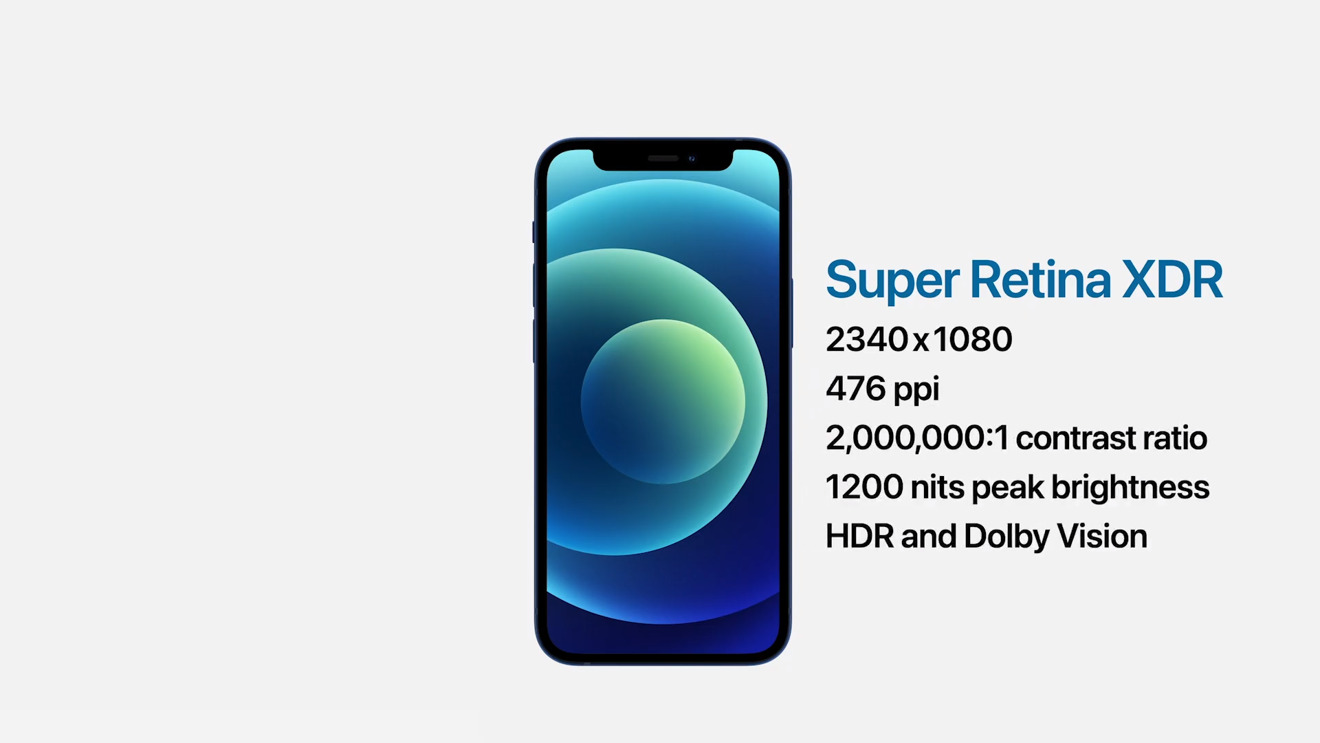 Super Retina XDR
2340 x 1080
476 ppi
2,000,000:1 contrast ratio
1200 nits peak brightness
HDR and Dolby Vision